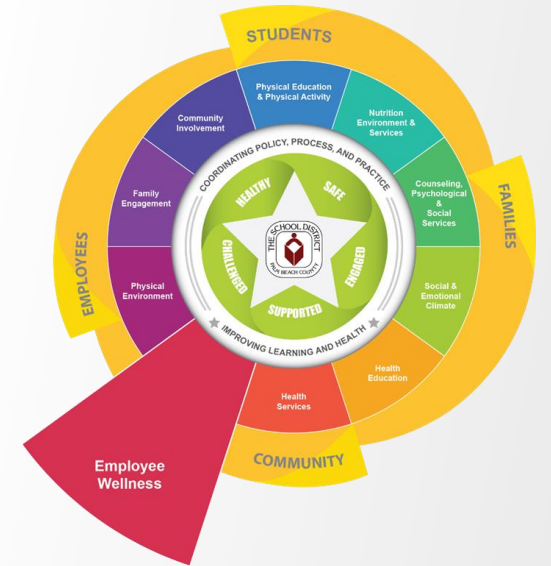 STUDENTS
Physical Education
& Physical Activity
Nutrition
Environment &
Services
Counseling,
Psychological
&
Social
Services
FAMILIES
Social &
Emotional
Climate
Health
Education
Health
Services
COMMUNITY
Employee
Wellness
Physical
Environment
EMPLOYEES
Family
Engagement
Community
Involvement
COORDINATING POLICY, PROCESS, AND PRACTICE
IMPROVING LEARNING AND HEALTH
HEALTHY
SAFE
ENGAGED
SUPPORTED
CHALLENGED
THE SCHOOL DISTRICT
PALM BEACH COUNTY